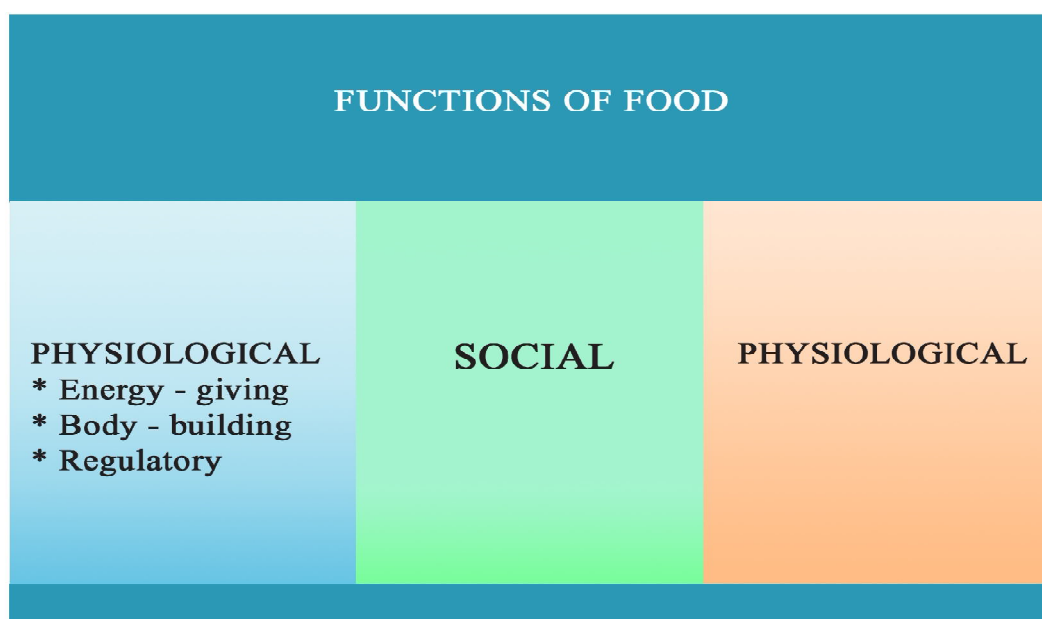 FUNCTIONS OF FOOD
PHYSIOLOGICAL
* Energy - giving
* Body - building
* Regulatory
SOCIAL
PHYSIOLOGICAL